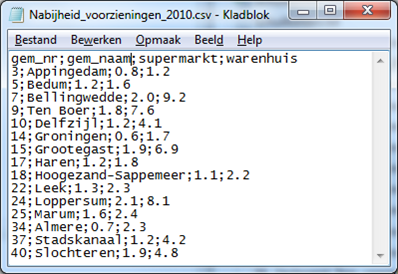 Nabijheid_voorzieningen_2010.csv - Kladblok
Bestand Bewerken Opmaak Beeld Help
gem_nr;gem_naam;supermarkt;warenhuis
3;Appingedam;0.8;1.2
5;Bedum;1.2;1.6
7;Bellingwedde;2.0;9.2
9;Ten Boer;1.8;7.6
10;Delfzijl;1.2;4.1
14;Groningen;0.6;1.7
15;Grootegast;1.9;6.9
17;Haren;1.2;1.8
18;Hoogezand-Sappemeer;1.1;2.2
22;Leek;1.3;2.3
24;Loppersum;2.1;8.1
25;Marum;1.6;2.4
34;Almere;0.7;2.3
37;Stadskanaal;1.2;4.2
40;Slochteren;1.9;4.8